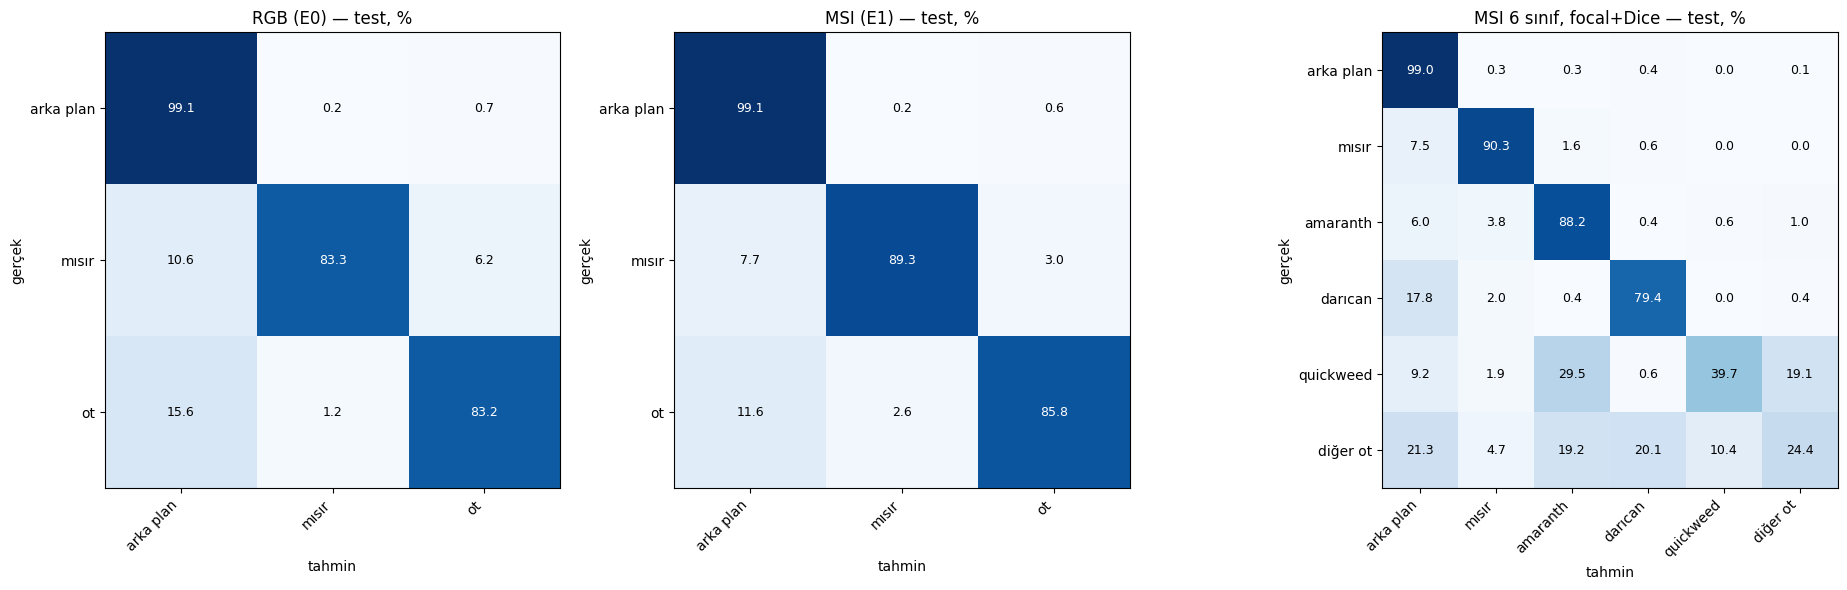 RGB (E0) — test, %
gerçek
arka plan 99.1 0.2 0.7
mısır 10.6 83.3 6.2
ot 15.6 1.2 83.2
arka plan mısır ot
tahmin
MSI (E1) — test, %
gerçek
arka plan 99.1 0.2 0.6
mısır 7.7 89.3 3.0
ot 11.6 2.6 85.8
arka plan mısır ot
tahmin
MSI 6 sınıf, focal+Dice — test, %
gerçek
arka plan 99.0 0.3 0.3 0.4 0.0 0.1
mısır 7.5 90.3 1.6 0.6 0.0 0.0
amaranth 6.0 3.8 88.2 0.4 0.6 1.0
darıcan 17.8 2.0 0.4 79.4 0.0 0.4
quickweed 9.2 1.9 29.5 0.6 39.7 19.1
diğer ot 21.3 4.7 19.2 20.1 10.4 24.4
arka plan mısır amaranth darıcan quickweed diğer ot
tahmin